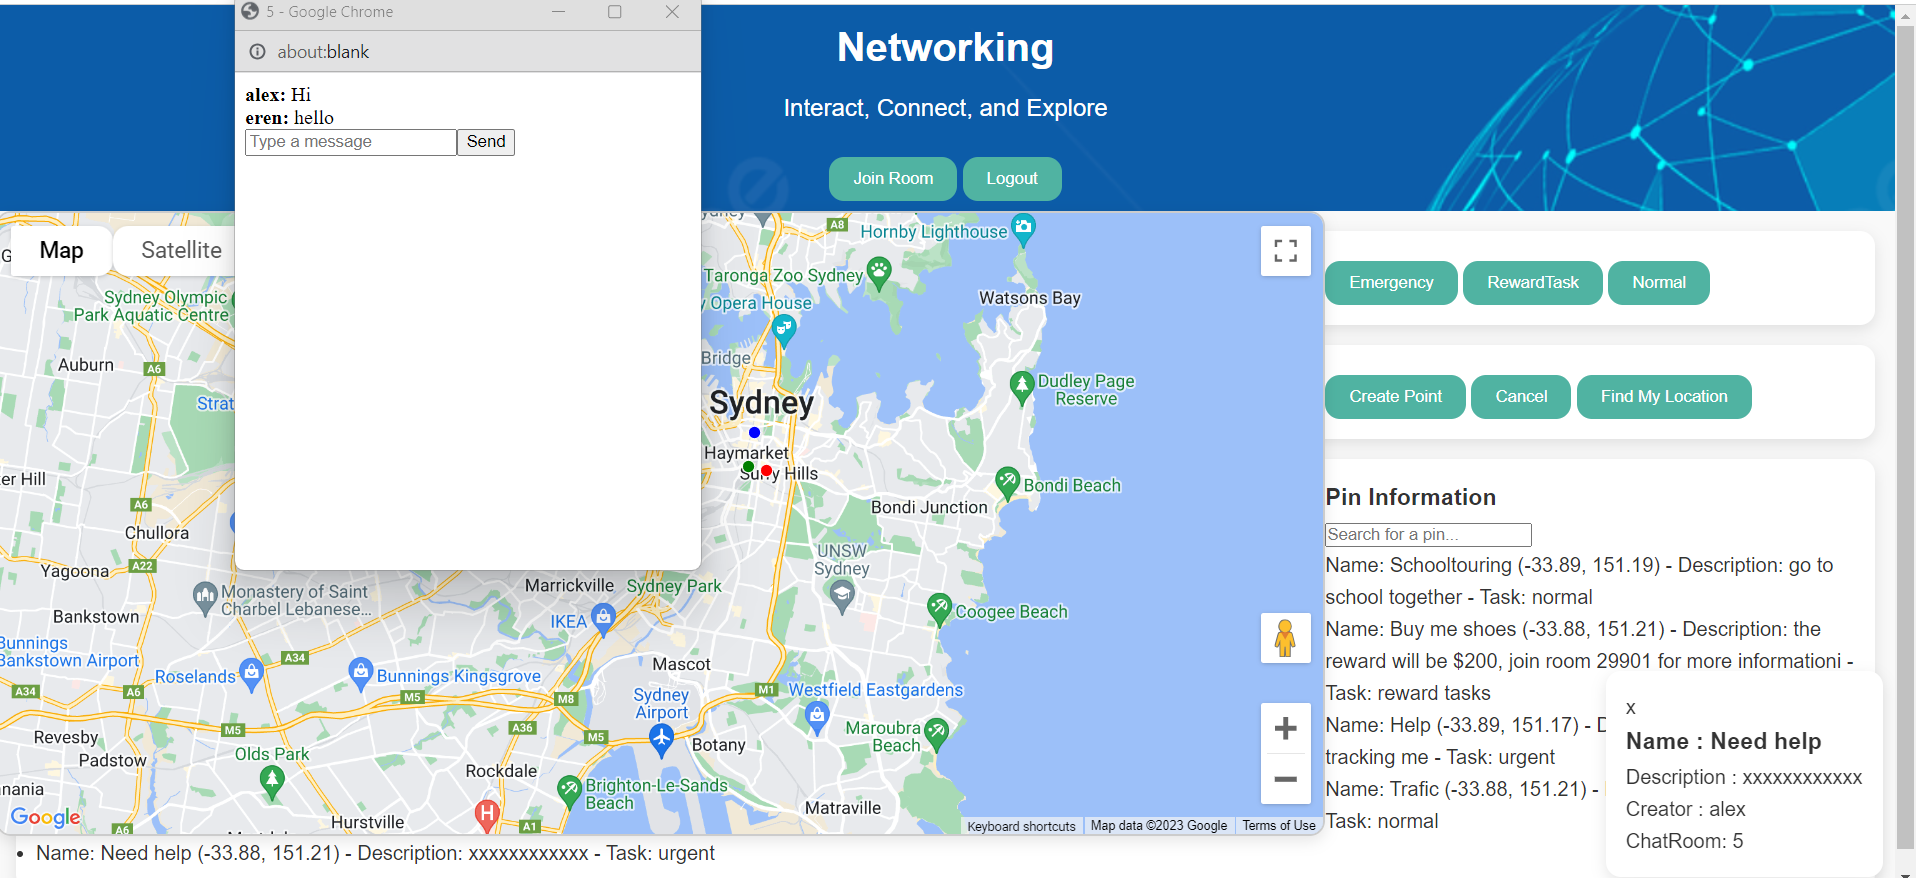 5 - Google Chrome
about:blank
alex: Hi
eren: hello
Type a message
Send
Networking
Interact, Connect, and Explore
Join Room
Logout
Map
Satellite
Sydney Olympic
Park Aquatic Centre
Auburn
A6
Strat
er Hill
A6
Chullora
A22
Yagoona
Bankstown
Monastery of Saint
Charbel Lebanese...
Bunnings
Bankstown Airport
Roselands
A34
Bunnings Kingsgrove
A34
A6
M5
M5
Revesby
Padstow
Olds Park
nania
Google
A6
Hurstville
A8
Hornby Lighthouse
Taronga Zoo Sydney
y Opera House
Watsons Bay
Bridge
Dudley Page
Reserve
Sydney
Haymarket
Surry Hills
Bondi Beach
Bondi Junction
UNSW
Sydney
Marrickville
Sydney Park
IKEA
Coogee Beach
Mascot
Sydney
Airport
M1
Westfield Eastgardens
M8
A36
M5
Botany
Maroubra
Beach
Rockdale
Brighton-Le-Sands
Beach
H
A1
Matraville
Keyboard shortcuts
Map data ©2023 Google
Terms of Use
Emergency
RewardTask
Normal
Create Point
Cancel
Find My Location
Pin Information
Search for a pin...
Name: Schooltouring (-33.89, 151.19) - Description: go to
school together - Task: normal
Name: Buy me shoes (-33.88, 151.21) - Description: the
reward will be $200, join room 29901 for more informationi -
Task: reward tasks
Name: Help (-33.89, 151.17) - D
tracking me - Task: urgent
Name: Trafic (-33.88, 151.21) -
Task: normal
x
Name : Need help
Description : xxxxxxxxxxxx
Creator : alex
ChatRoom: 5
• Name: Need help (-33.88, 151.21) - Description: xxxxxxxxxxxx - Task: urgent